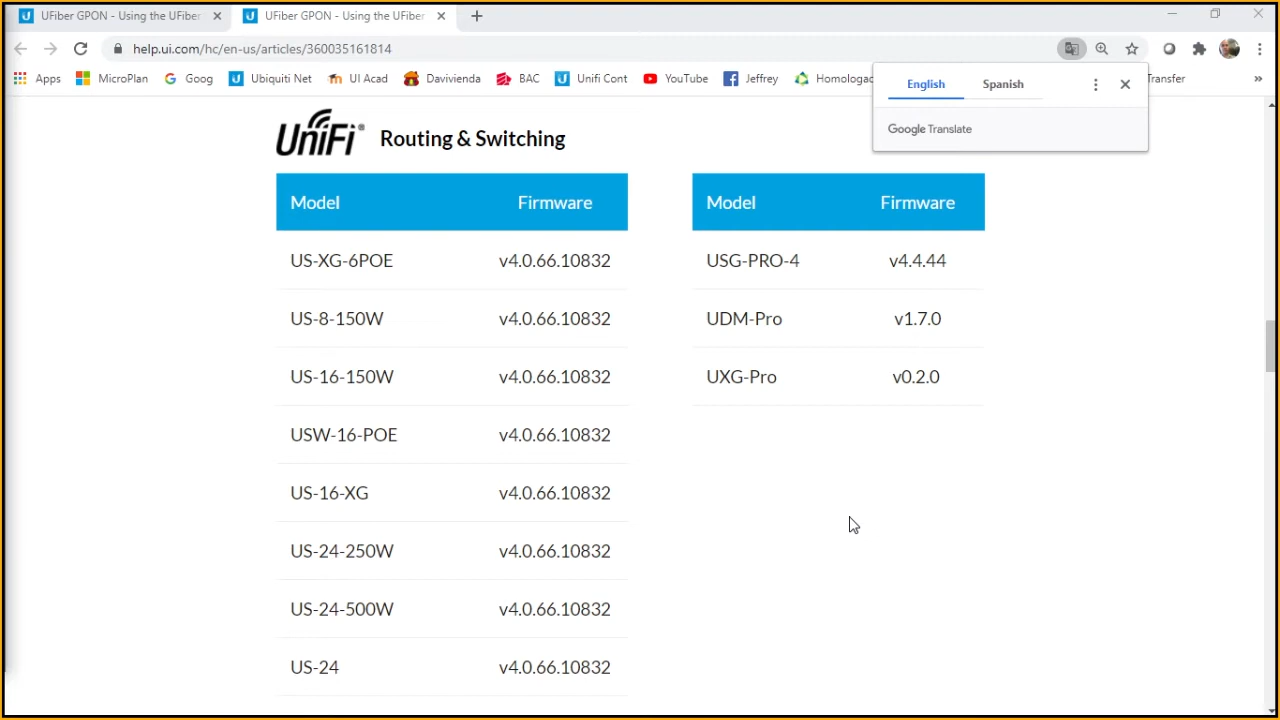 UFiber GPON - Using the UFiber
UFiber GPON - Using the UFiber
help.ui.com/hc/en-us/articles/360035161814
Apps MicroPlan Goog Ubiquiti Net UI Acad Davivienda BAC Unifi Cont YouTube Jeffrey Homologac Transfer »
English Spanish
Google Translate
UniFi® Routing & Switching
Model Firmware Model Firmware
US-XG-6POE v4.0.66.10832 USG-PRO-4 v4.4.44
US-8-150W v4.0.66.10832 UDM-Pro v1.7.0
US-16-150W v4.0.66.10832 UXG-Pro v0.2.0
USW-16-POE v4.0.66.10832
US-16-XG v4.0.66.10832
US-24-250W v4.0.66.10832
US-24-500W v4.0.66.10832
US-24 v4.0.66.10832